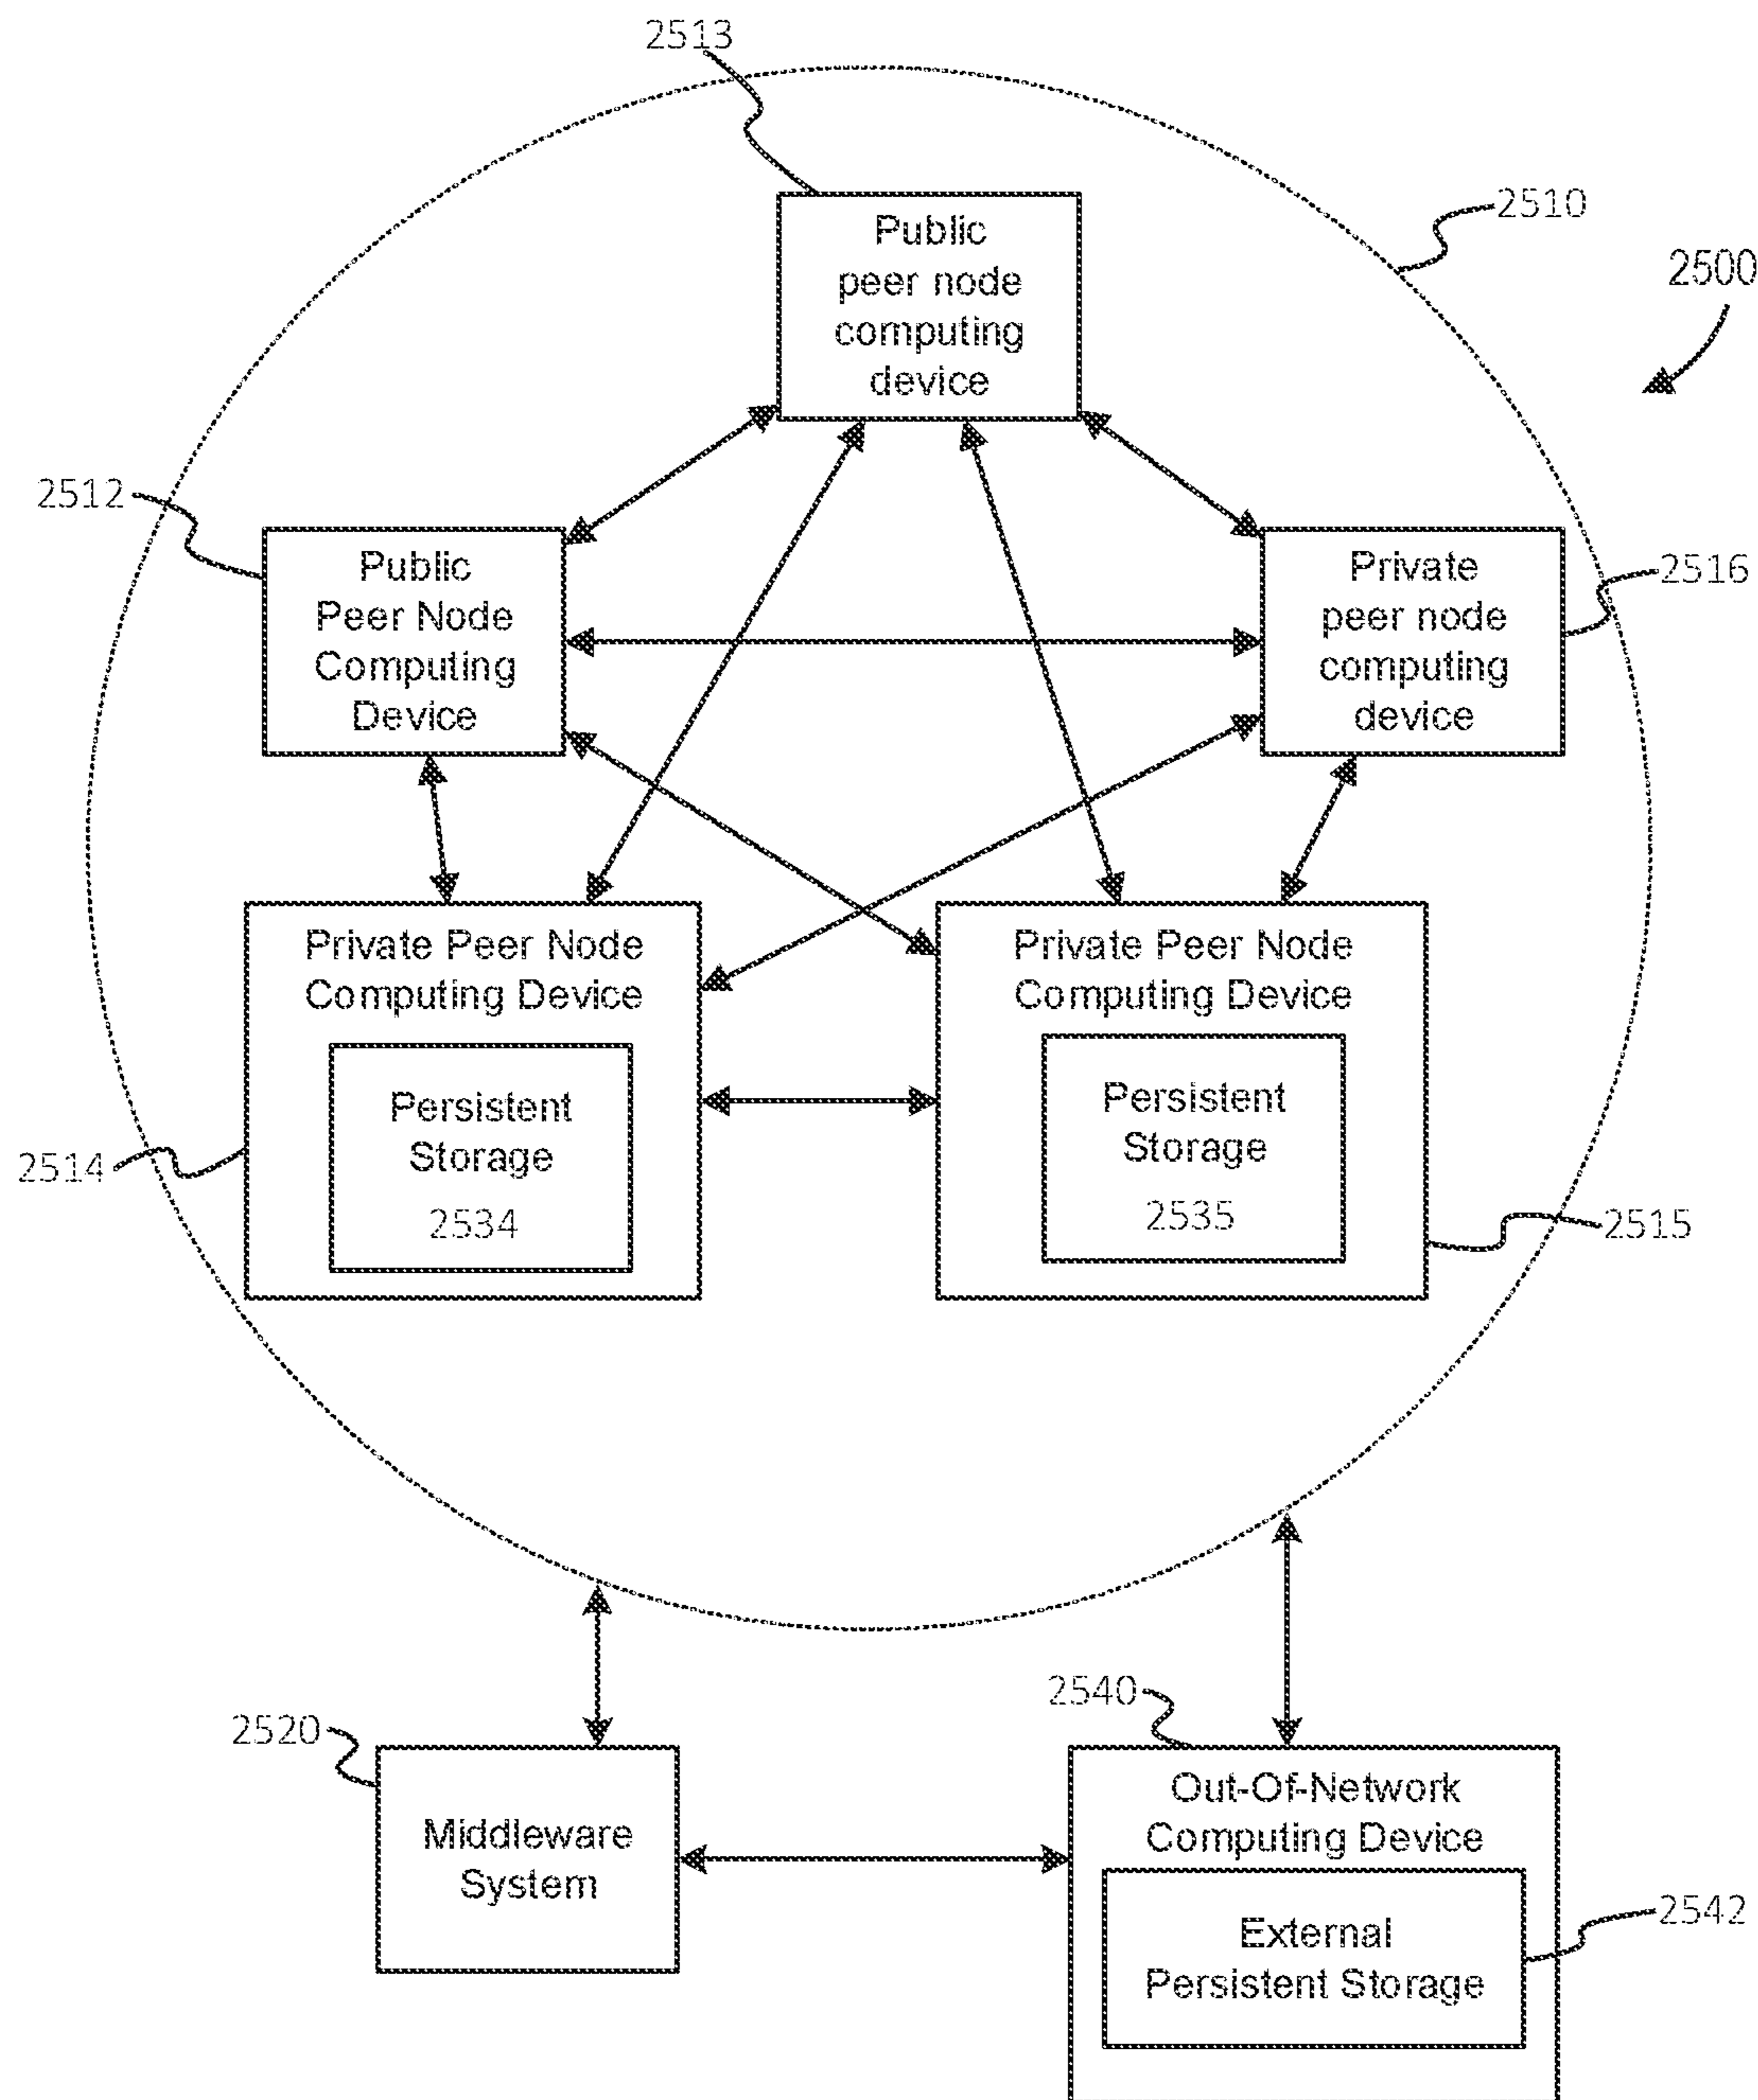 2513
2510
2500
Public
peer node
computing
device
2512
Public
Peer Node
Computing
Device
Private
peer node
computing
device
2516
Private Peer Node
Computing Device
Persistent
Storage
2534
2514
Private Peer Node
Computing Device
Persistent
Storage
2535
2515
2520
Middleware
System
2540
Out-Of-Network
Computing Device
External
Persistent Storage
2542